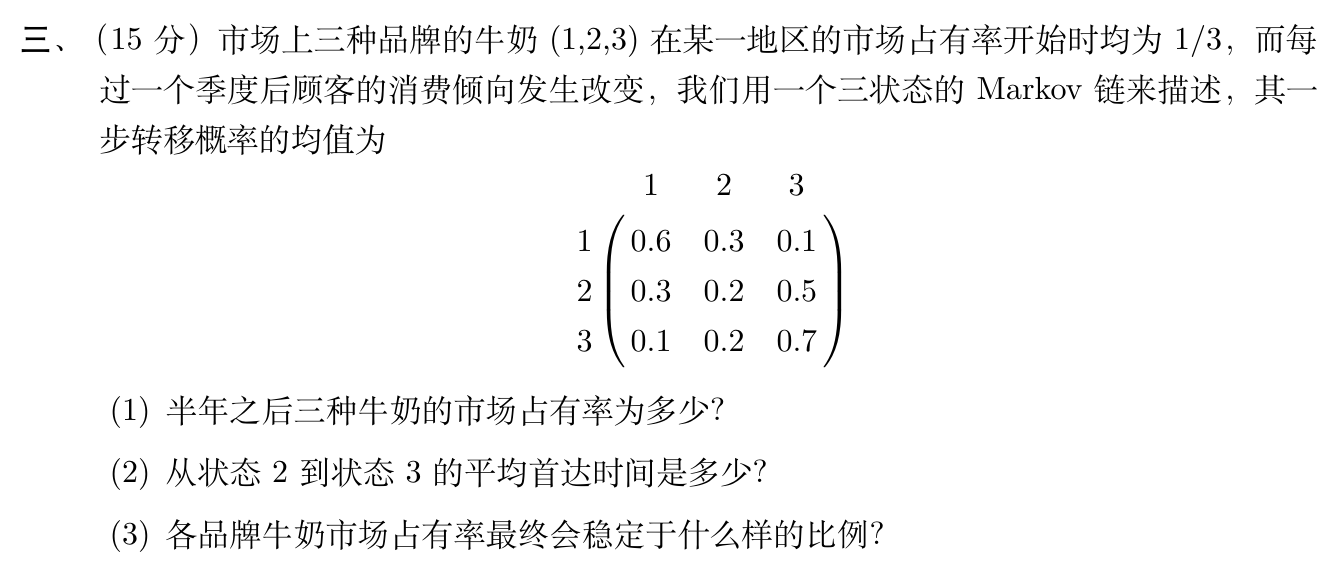 三、(15 分) 市场上三种品牌的牛奶 (1,2,3) 在某一地区的市场占有率开始时均为 1/3, 而每
过一个季度后顾客的消费倾向发生改变, 我们用一个三状态的 Markov 链来描述, 其一
步转移概率的均值为
1 2 3
1 0.6 0.3 0.1
2 0.3 0.2 0.5
3 0.1 0.2 0.7
(1) 半年之后三种牛奶的市场占有率为多少?
(2) 从状态 2 到状态 3 的平均首达时间是多少?
(3) 各品牌牛奶市场占有率最终会稳定于什么样的比例?